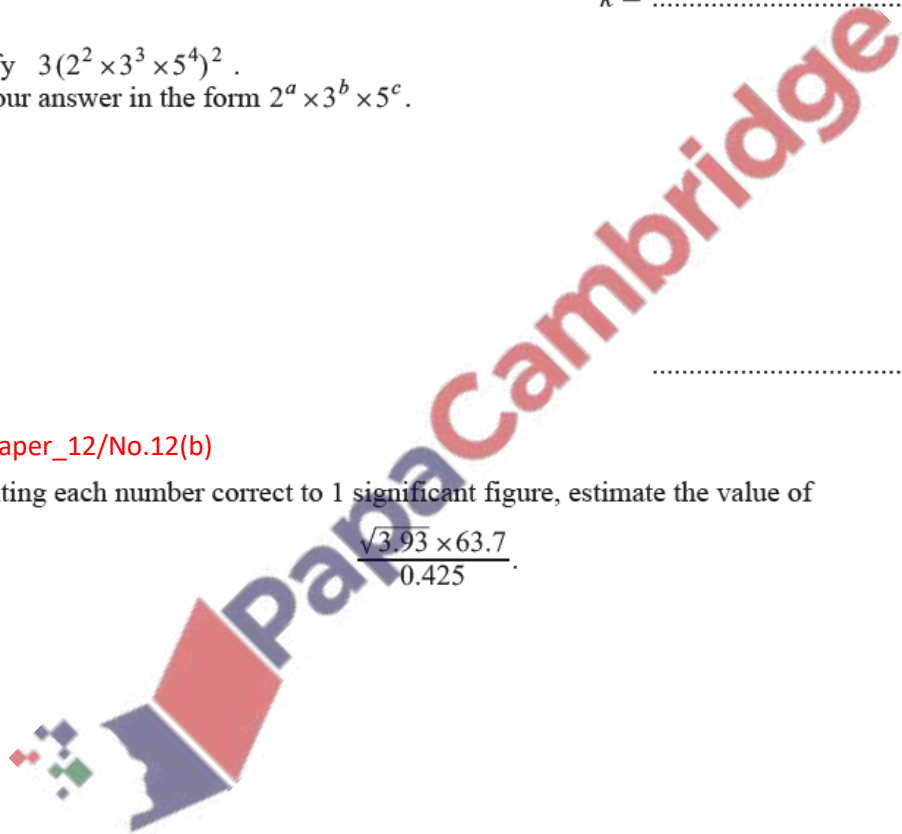 k = ...............................
y 3(2² × 3³ × 5⁴)² .
our answer in the form 2ᵃ × 3ᵇ × 5ᶜ .
...............................
aper_12/No.12(b)
ting each number correct to 1 significant figure, estimate the value of
√3.93 × 63.7
0.425 .
PapaCambridge